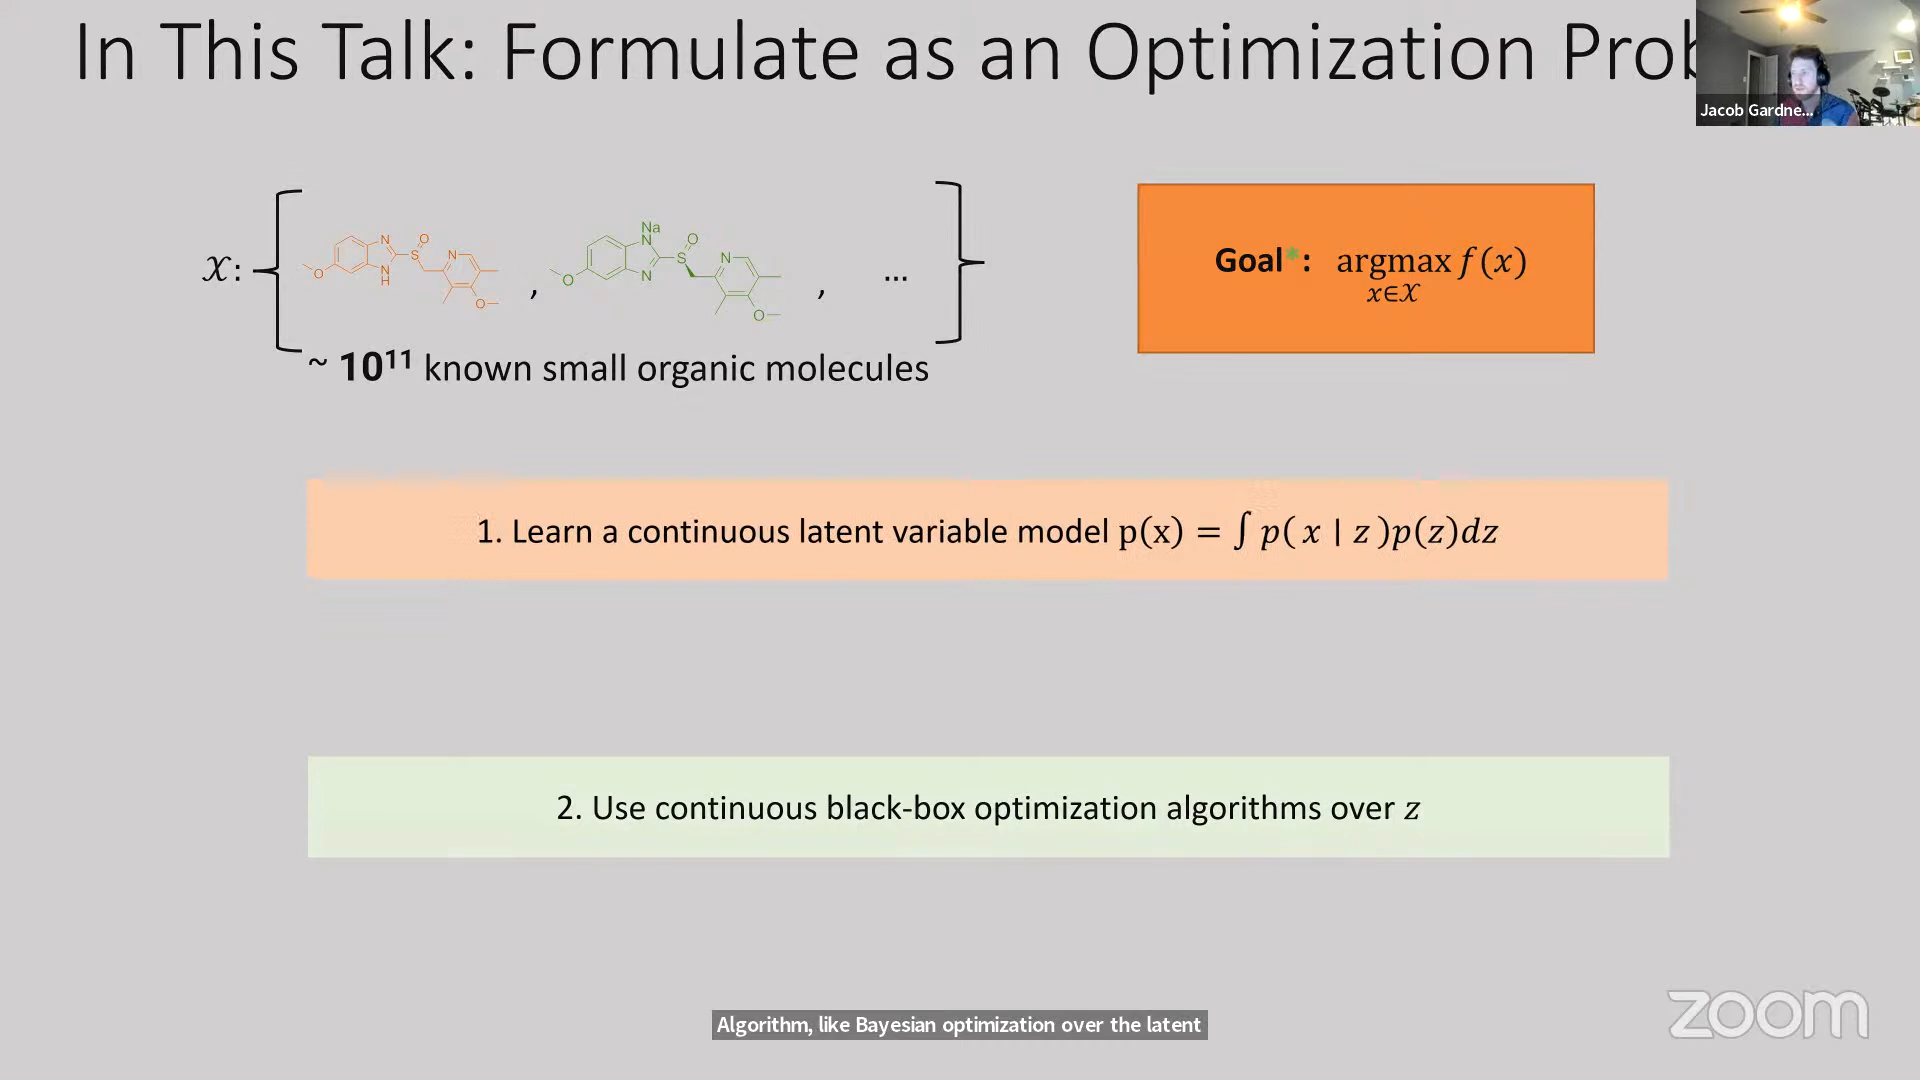 In This Talk: Formulate as an Optimization Prob
Jacob Gardne...
𝒳: { N N H S O N O O , Na N N S O N O O , ... }
~ 10¹¹ known small organic molecules
Goal*: argmax f(x)
x∈𝒳
1. Learn a continuous latent variable model p(x) = ∫ p( x | z )p(z)dz
2. Use continuous black-box optimization algorithms over z
Algorithm, like Bayesian optimization over the latent
zoom